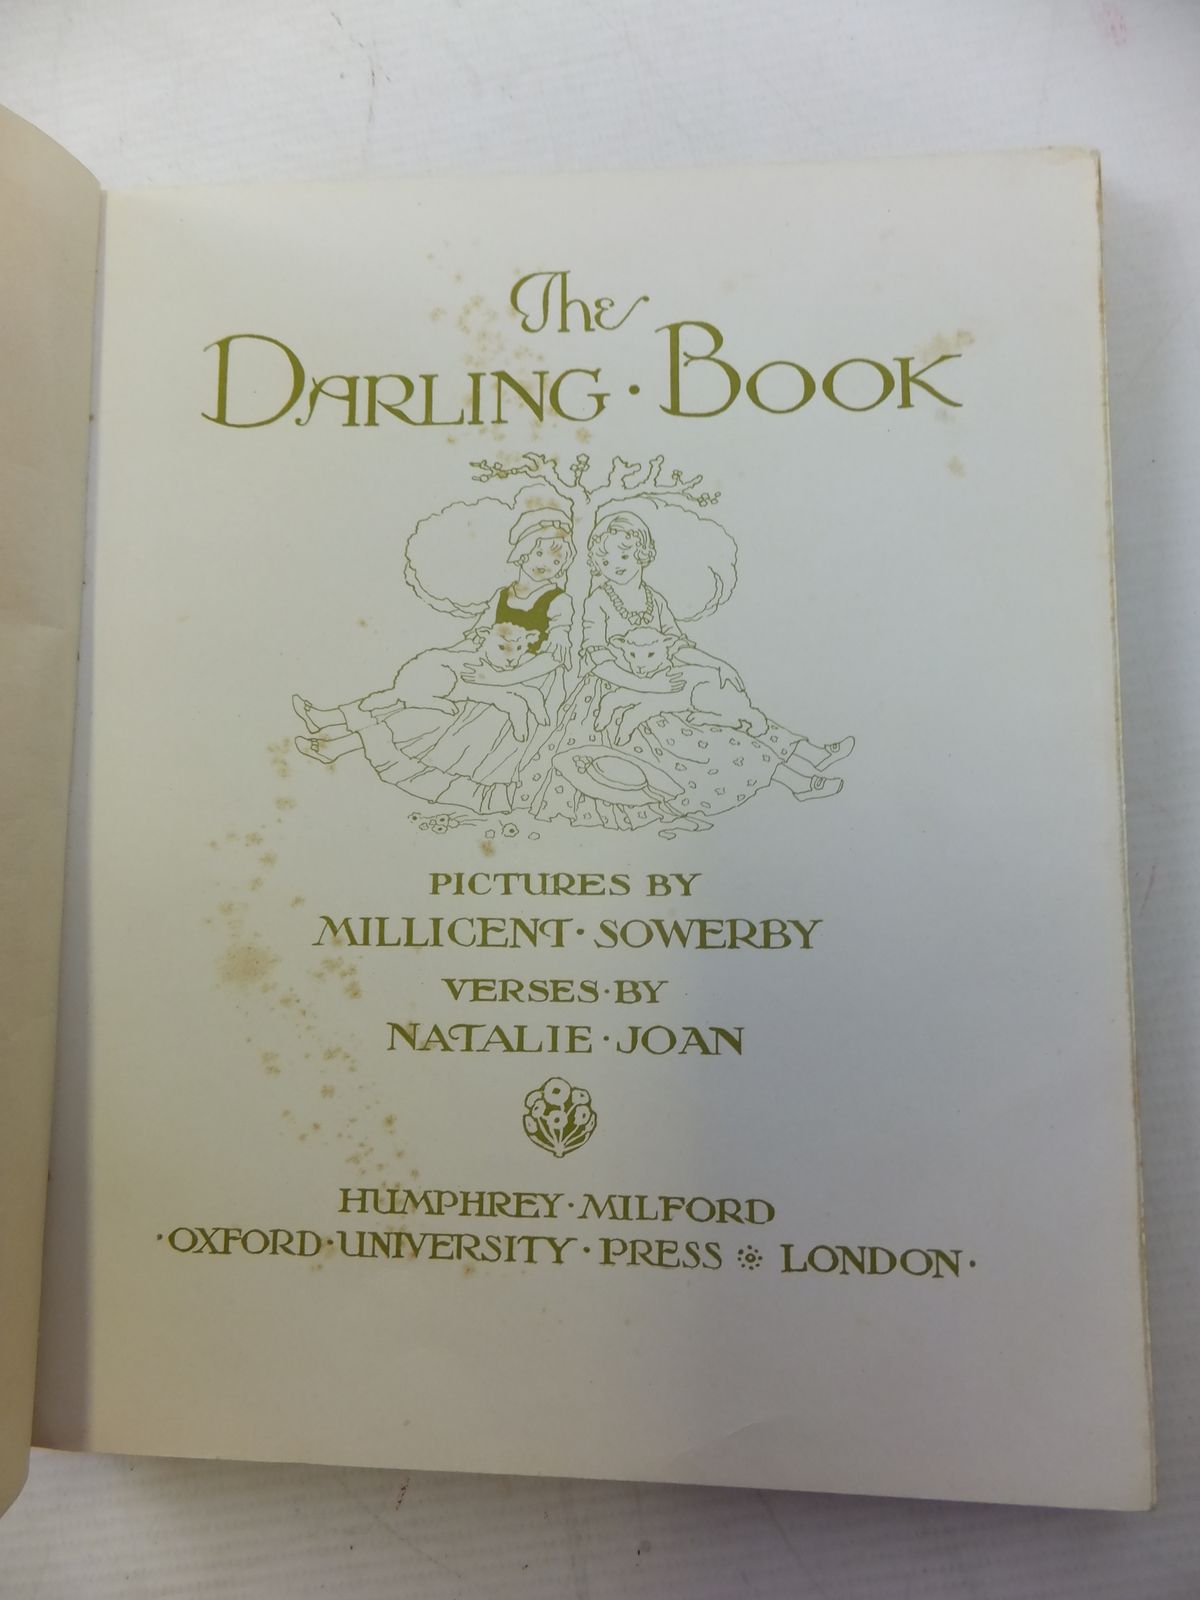 The
DARLING · BOOK
PICTURES BY
MILLICENT · SOWERBY
VERSES · BY
NATALIE · JOAN
HUMPHREY · MILFORD
· OXFORD · UNIVERSITY · PRESS LONDON ·